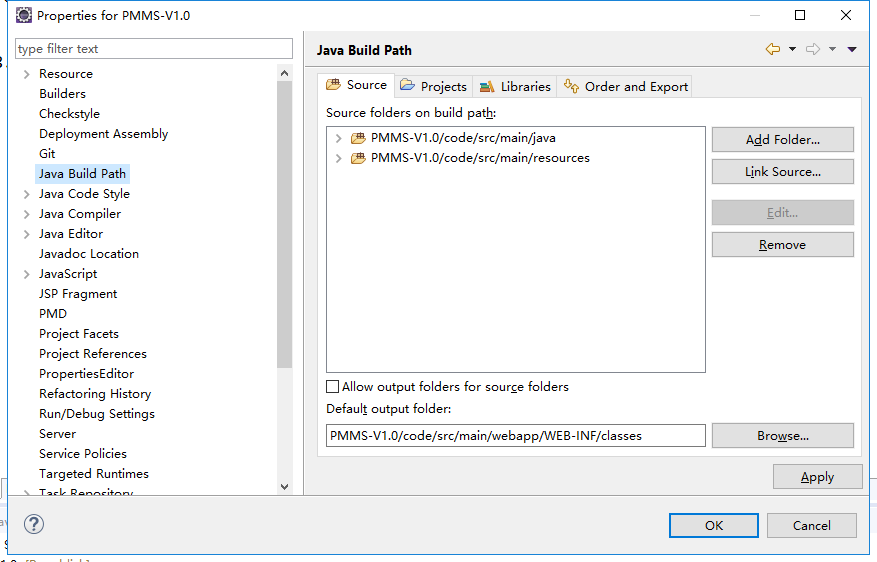 Properties for PMMS-V1.0
type filter text
Resource
Builders
Checkstyle
Deployment Assembly
Git
Java Build Path
Java Code Style
Java Compiler
Java Editor
Javadoc Location
JavaScript
JSP Fragment
PMD
Project Facets
Project References
PropertiesEditor
Refactoring History
Run/Debug Settings
Server
Service Policies
Targeted Runtimes
Task Repository
Java Build Path
Source Projects Libraries Order and Export
Source folders on build path:
PMMS-V1.0/code/src/main/java
PMMS-V1.0/code/src/main/resources
Add Folder...
Link Source...
Edit...
Remove
Allow output folders for source folders
Default output folder:
PMMS-V1.0/code/src/main/webapp/WEB-INF/classes
Browse...
Apply
OK
Cancel